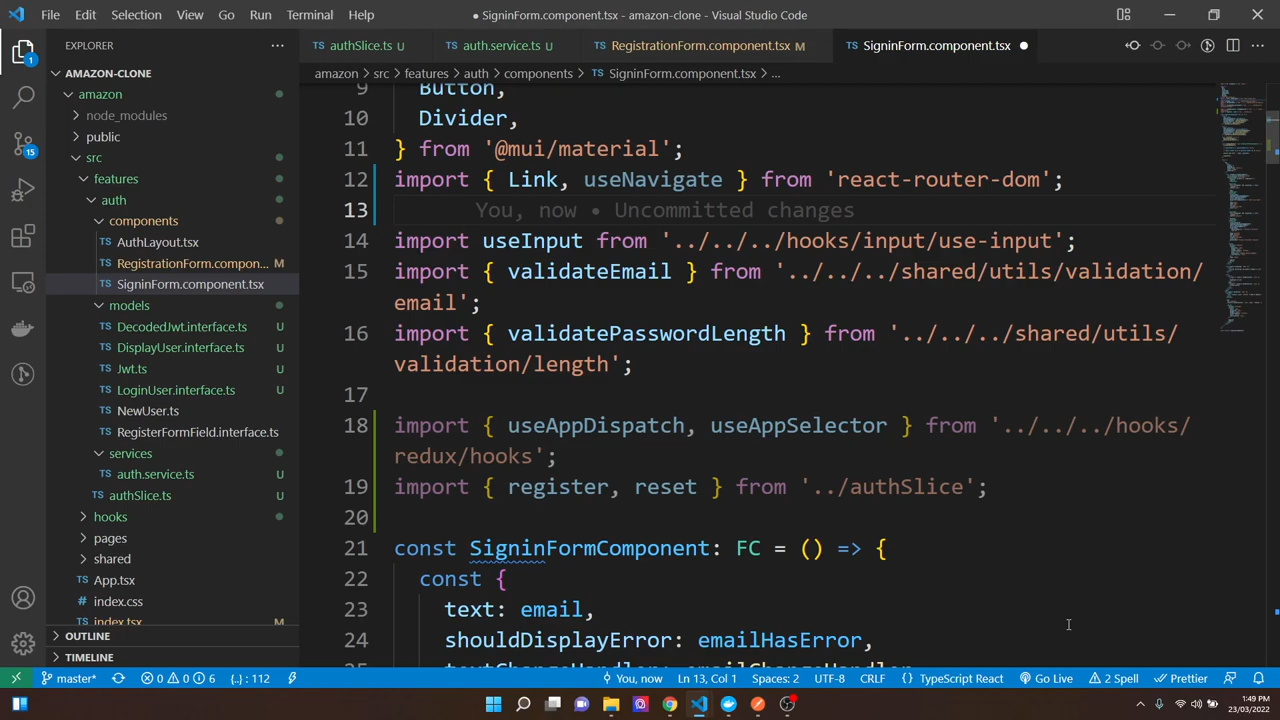 File Edit Selection View Go Run Terminal Help
● SigninForm.component.tsx - amazon-clone - Visual Studio Code
EXPLORER
AMAZON-CLONE
amazon
node_modules
public
src
features
auth
components
AuthLayout.tsx
RegistrationForm.compon... M
SigninForm.component.tsx
models
DecodedJwt.interface.ts U
DisplayUser.interface.ts U
Jwt.ts U
LoginUser.interface.ts U
NewUser.ts
RegisterFormField.interface.ts
services
auth.service.ts U
authSlice.ts U
hooks
pages
shared
App.tsx
index.css
index.tsx M
OUTLINE
TIMELINE
authSlice.ts U
auth.service.ts U
RegistrationForm.component.tsx M
SigninForm.component.tsx ●
amazon > src > features > auth > components > SigninForm.component.tsx > ...
9 Button,
10 Divider,
11 } from '@mui/material';
12 import { Link, useNavigate } from 'react-router-dom';
13 You, now • Uncommitted changes
14 import useInput from '../../../hooks/input/use-input';
15 import { validateEmail } from '../../../shared/utils/validation/
email';
16 import { validatePasswordLength } from '../../../shared/utils/
validation/length';
17
18 import { useAppDispatch, useAppSelector } from '../../../hooks/
redux/hooks';
19 import { register, reset } from '../authSlice';
20
21 const SigninFormComponent: FC = () => {
22 const {
23 text: email,
24 shouldDisplayError: emailHasError,
25 textChangeHandler: emailChangeHandler,
1
15
master* 0 0 6 {..} : 112 You, now Ln 13, Col 1 Spaces: 2 UTF-8 CRLF TypeScript React Go Live 2 Spell Prettier
1:49 PM
23/03/2022